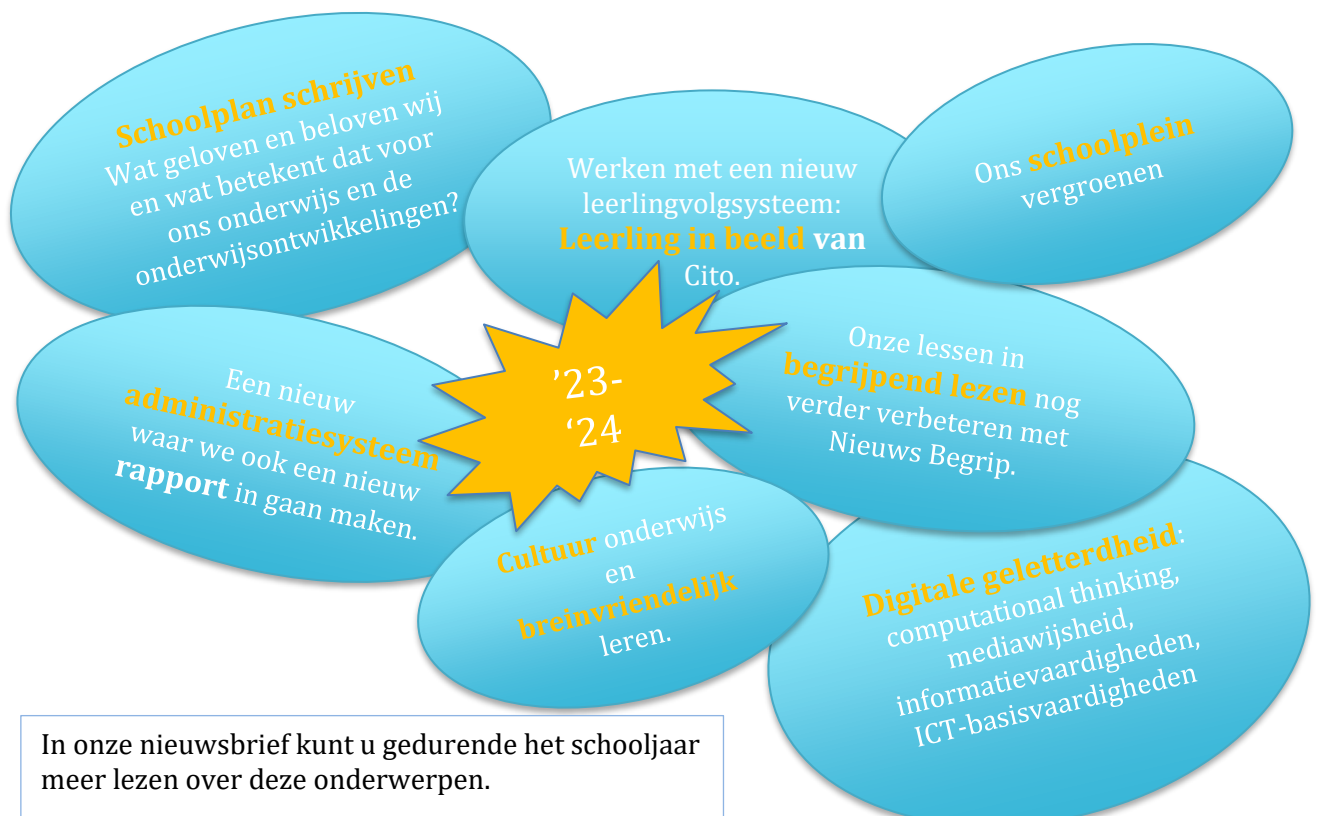 Schoolplan schrijven
Wat geloven en beloven wij
en wat betekent dat voor
ons onderwijs en de
onderwijsontwikkelingen?
Werken met een nieuw
leerlingvolgsysteem:
Leerling in beeld van
Cito.
Ons schoolplein
vergroenen
Een nieuw
administratiesysteem
waar we ook een nieuw
rapport in gaan maken.
’23-
‘24
Onze lessen in
begrijpend lezen nog
verder verbeteren met
Nieuws Begrip.
Cultuur onderwijs
en
breinvriendelijk
leren.
Digitale geletterdheid:
computational thinking,
mediawijsheid,
informatievaardigheden,
ICT-basisvaardigheden
In onze nieuwsbrief kunt u gedurende het schooljaar
meer lezen over deze onderwerpen.